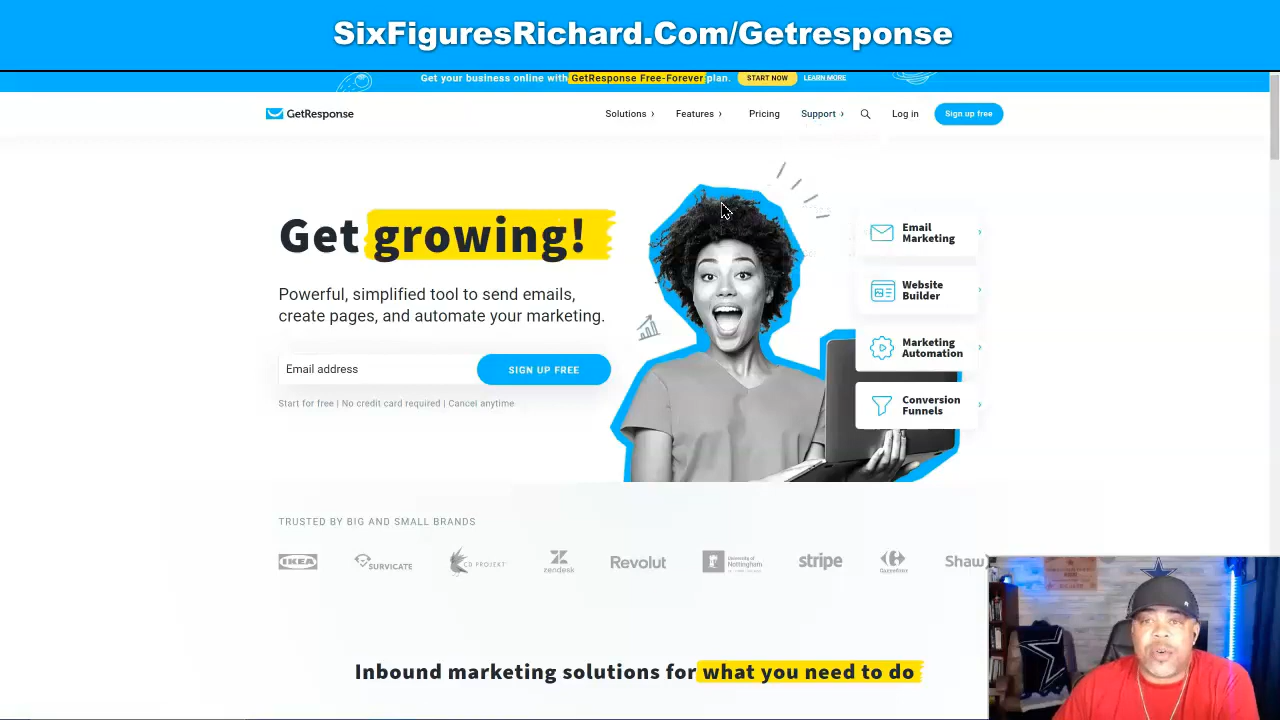 SixFiguresRichard.Com/Getresponse
Get your business online with GetResponse Free-Forever plan. START NOW LEARN MORE
GetResponse Solutions Features Pricing Support Log in Sign up free
Get growing!
Powerful, simplified tool to send emails,
create pages, and automate your marketing.
Email address SIGN UP FREE
Start for free | No credit card required | Cancel anytime
Email
Marketing
Website
Builder
Marketing
Automation
Conversion
Funnels
TRUSTED BY BIG AND SMALL BRANDS
IKEA SURVICATE CD PROJEKT zendesk Revolut University of
Nottingham stripe Carrefour Shaw
Inbound marketing solutions for what you need to do